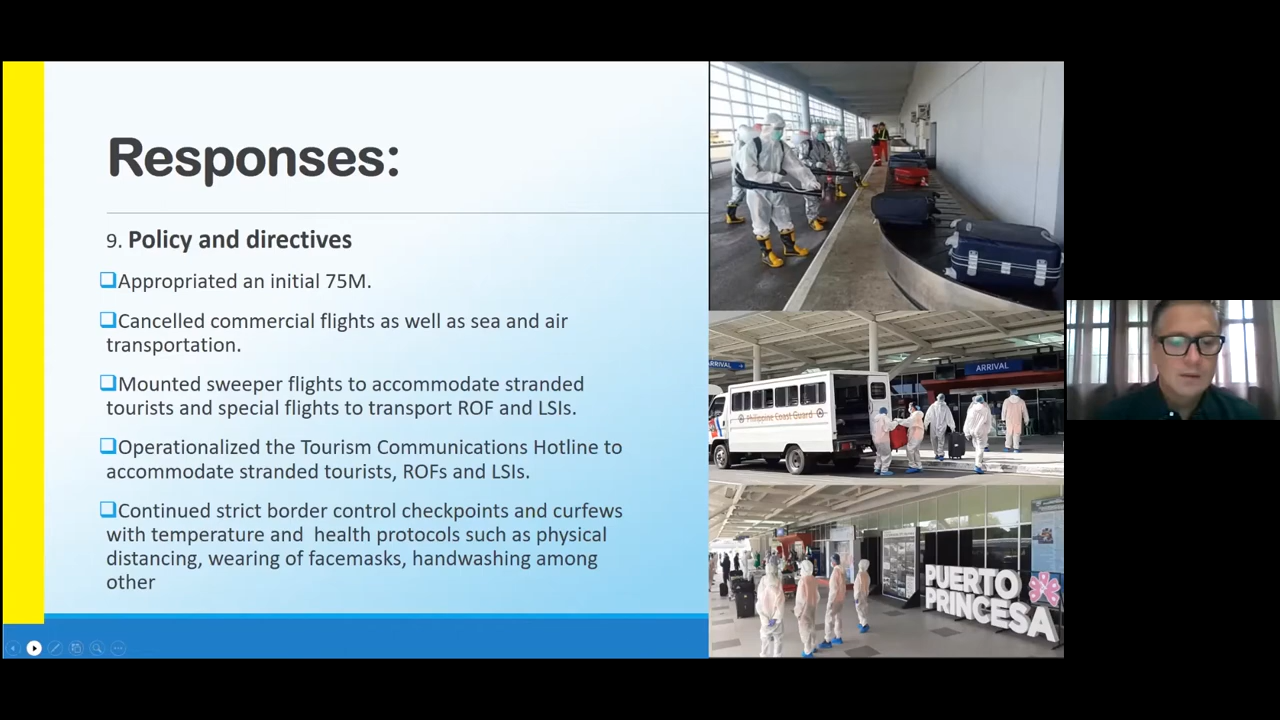 Responses:
9. Policy and directives
❑Appropriated an initial 75M.
❑Cancelled commercial flights as well as sea and air
transportation.
❑Mounted sweeper flights to accommodate stranded
tourists and special flights to transport ROF and LSIs.
❑Operationalized the Tourism Communications Hotline to
accommodate stranded tourists, ROFs and LSIs.
❑Continued strict border control checkpoints and curfews
with temperature and  health protocols such as physical
distancing, wearing of facemasks, handwashing among
other
ARRIVAL
ARRIVAL
Philippine Coast Guard
PUERTO
PRINCESA